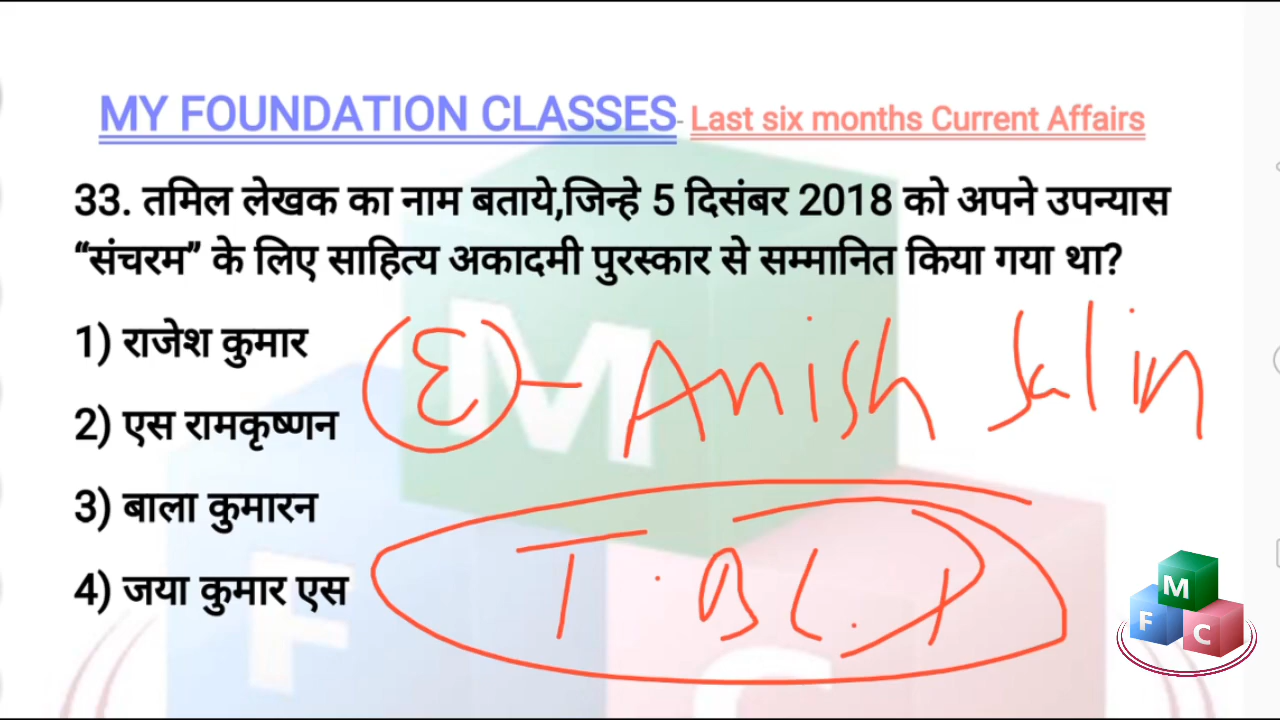 MY FOUNDATION CLASSES- Last six months Current Affairs
33. तमिल लेखक का नाम बताये,जिन्हे 5 दिसंबर 2018 को अपने उपन्यास
“संचरम” के लिए साहित्य अकादमी पुरस्कार से सम्मानित किया गया था?
1) राजेश कुमार
2) एस रामकृष्णन
3) बाला कुमारन
4) जया कुमार एस
E - Anish Salin
M
F
C